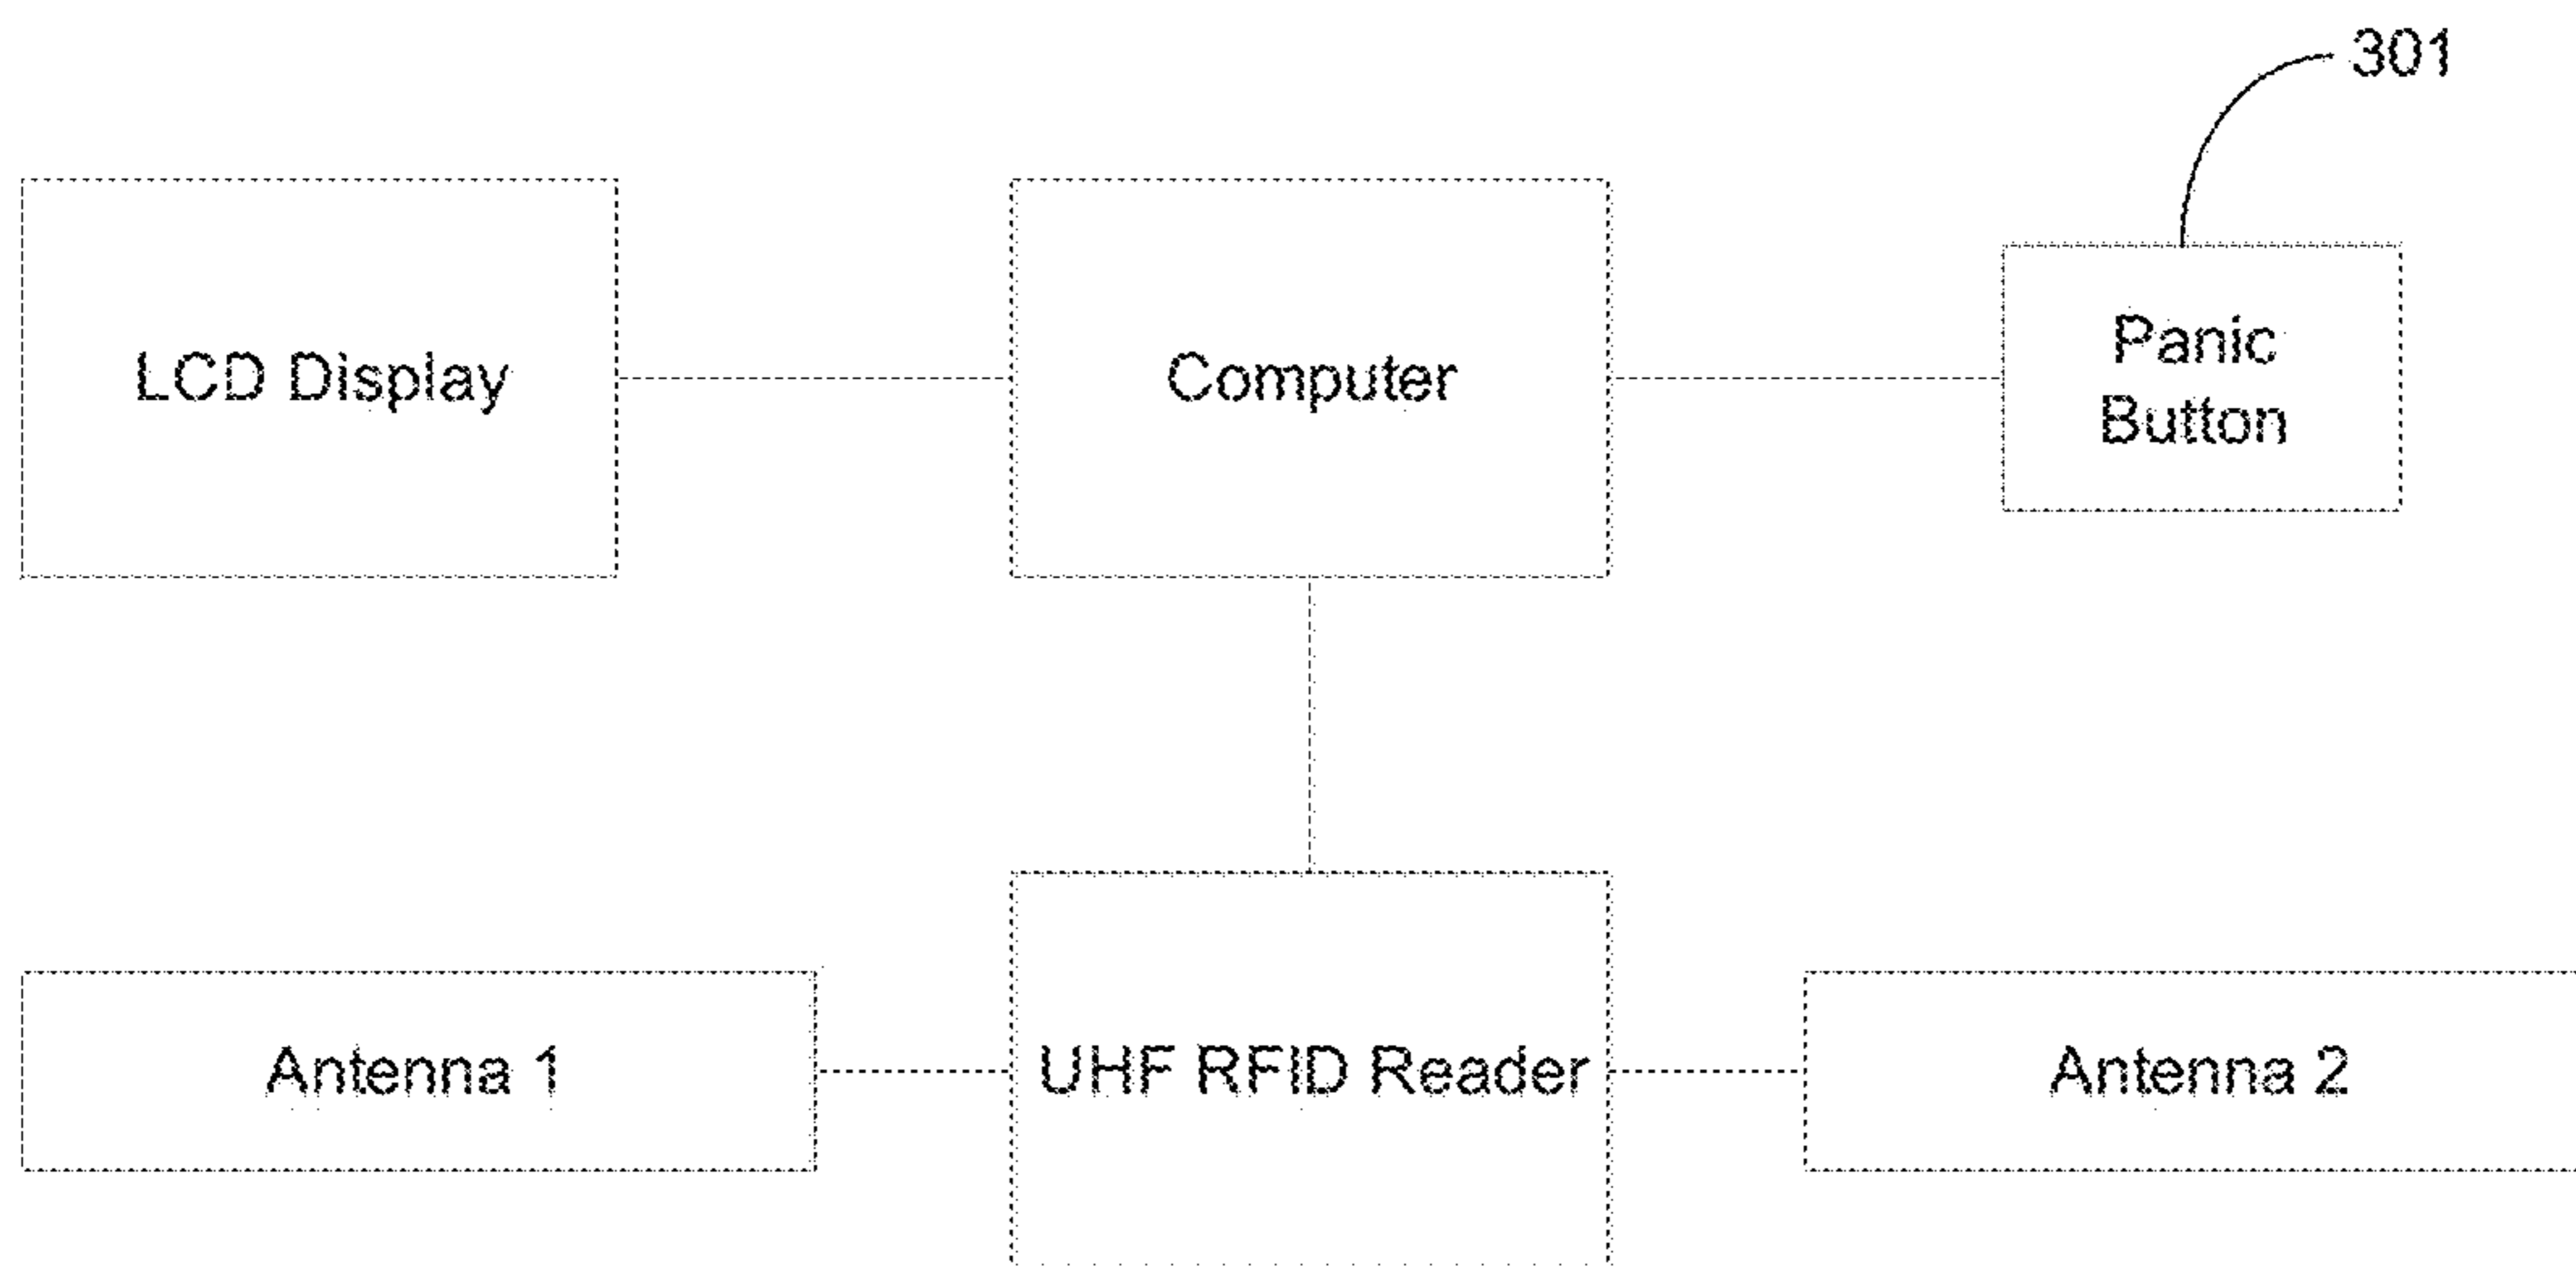 301
LCD Display
Computer
Panic
Button
Antenna 1
UHF RFID Reader
Antenna 2